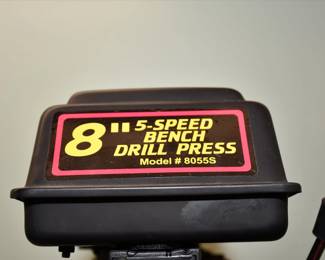 8" 5-SPEED
BENCH
DRILL PRESS
Model # 8055S